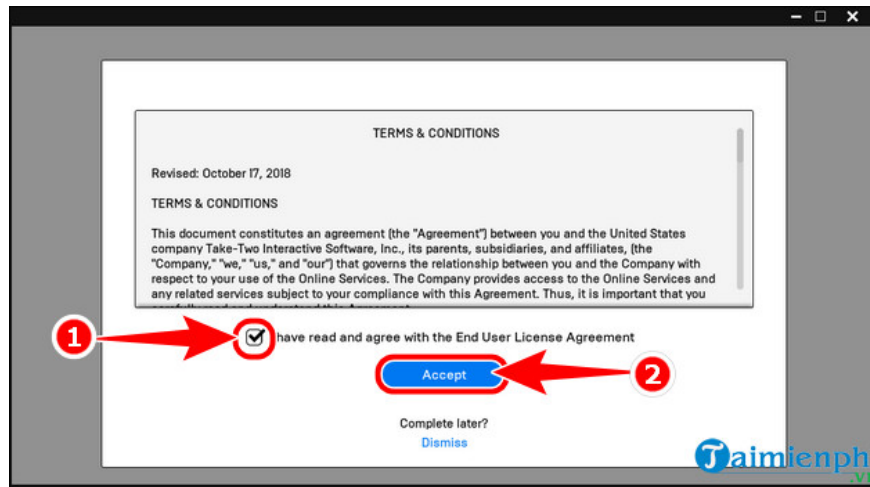 TERMS & CONDITIONS
Revised: October 17, 2018
TERMS & CONDITIONS
This document constitutes an agreement (the "Agreement") between you and the United States
company Take-Two Interactive Software, Inc., its parents, subsidiaries, and affiliates, (the
"Company," "we," "us," and "our") that governs the relationship between you and the Company with
respect to your use of the Online Services. The Company provides access to the Online Services and
any related services subject to your compliance with this Agreement. Thus, it is important that you
1 have read and agree with the End User License Agreement
Accept 2
Complete later?
Dismiss
Taimienph
.v